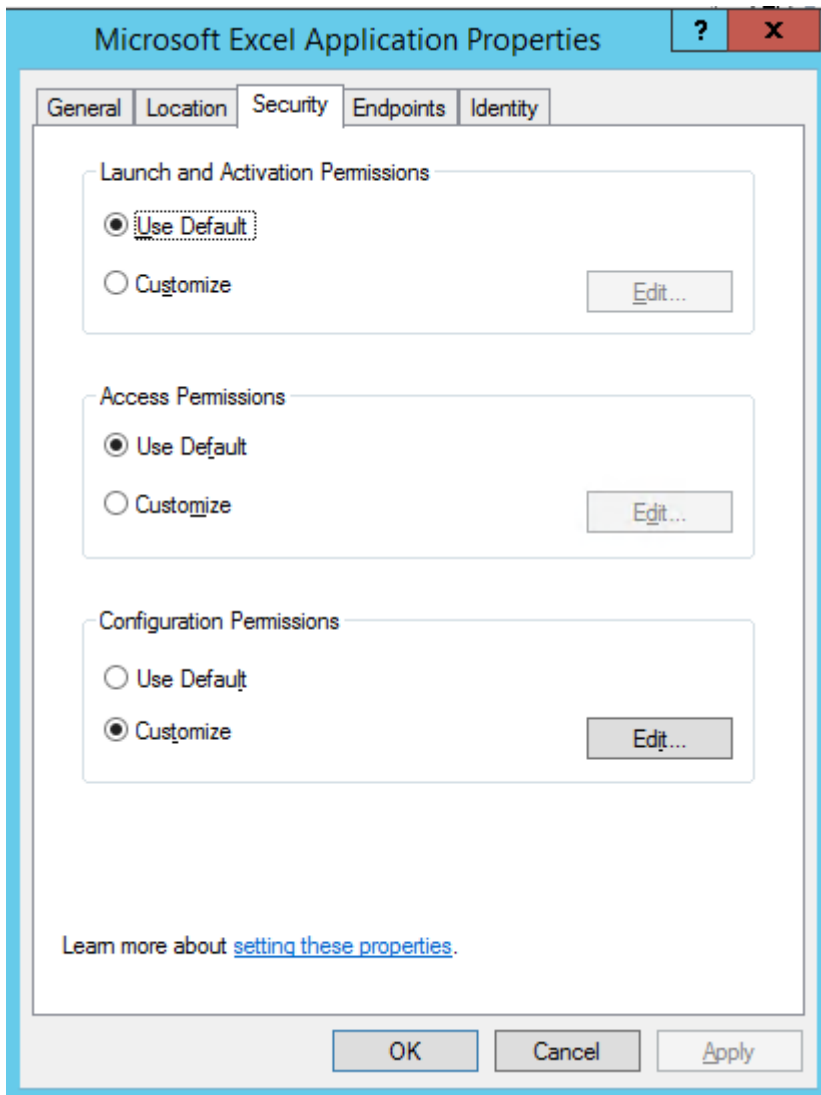 Microsoft Excel Application Properties
? x
General Location Security Endpoints Identity
Launch and Activation Permissions
Use Default
Customize
Edit...
Access Permissions
Use Default
Customize
Edit...
Configuration Permissions
Use Default
Customize
Edit...
Learn more about setting these properties.
OK Cancel Apply